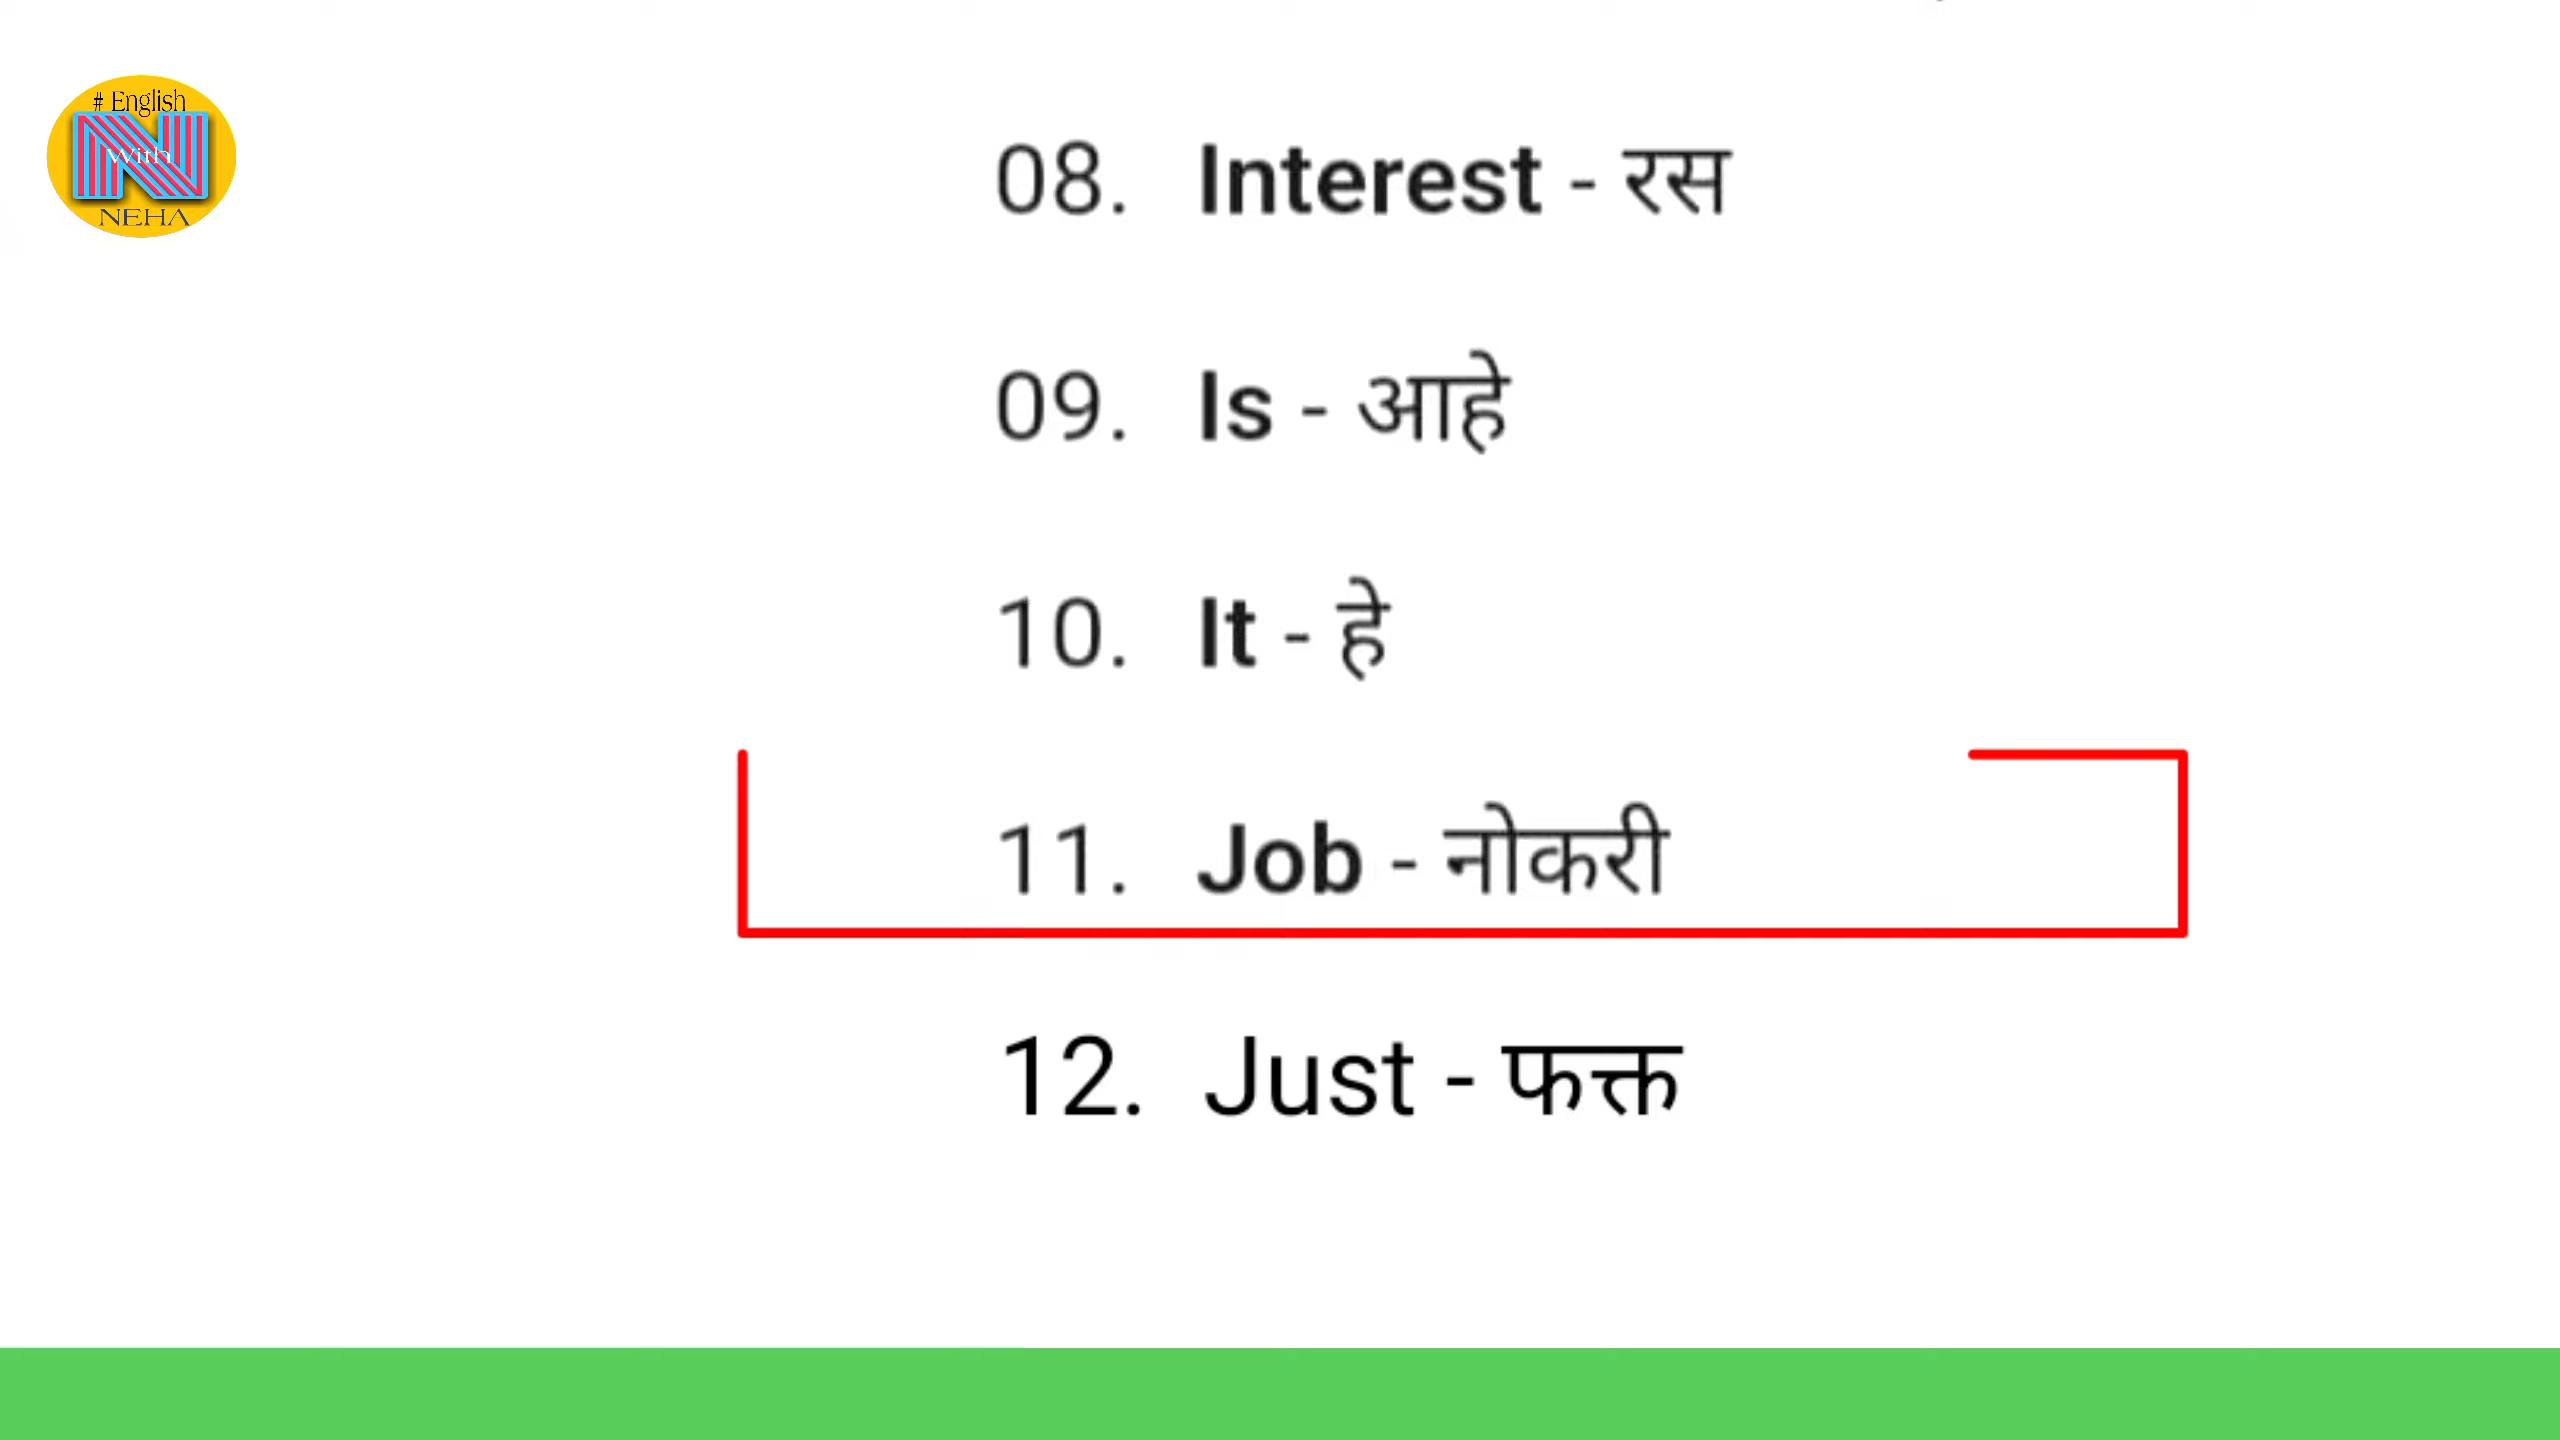 # English
With
NEHA
08. Interest - रस
09. Is - आहे
10. It - हे
11. Job - नोकरी
12. Just - फक्त